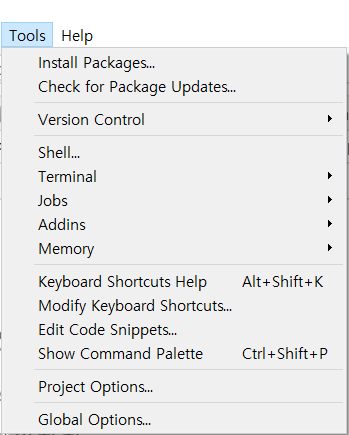 Tools Help
Install Packages...
Check for Package Updates...
Version Control
Shell...
Terminal
Jobs
Addins
Memory
Keyboard Shortcuts Help Alt+Shift+K
Modify Keyboard Shortcuts...
Edit Code Snippets...
Show Command Palette Ctrl+Shift+P
Project Options...
Global Options...